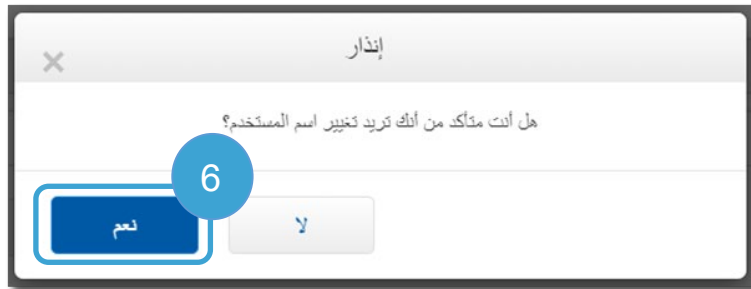 إنذار
×
هل أنت متأكد من أنك تريد تغيير اسم المستخدم؟
6
لا
نعم